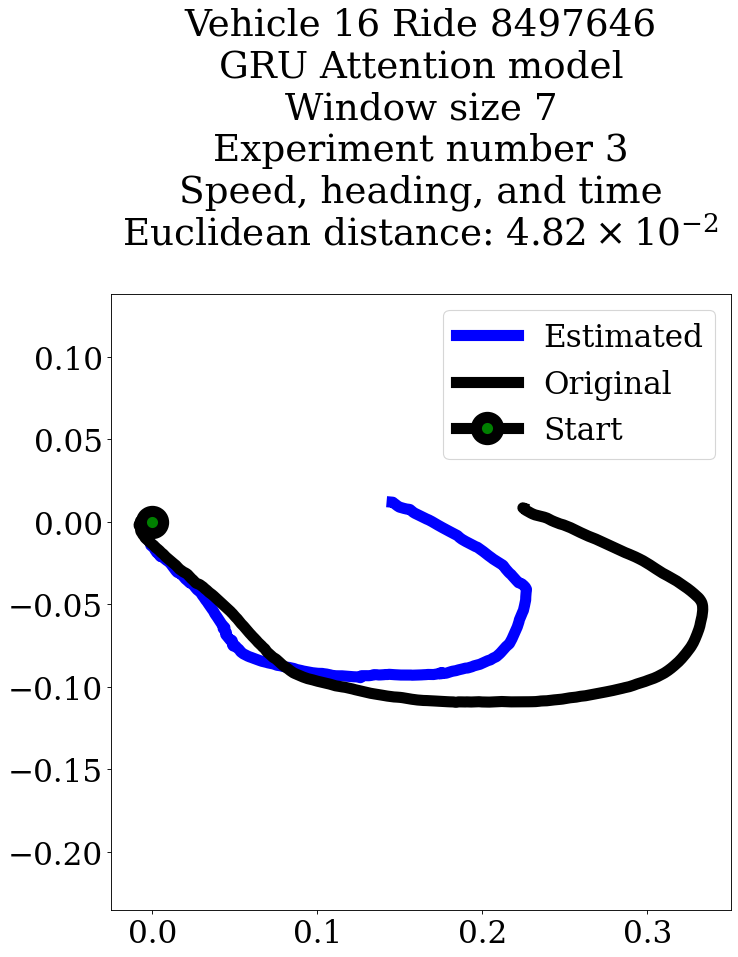 Vehicle 16 Ride 8497646
GRU Attention model
Window size 7
Experiment number 3
Speed, heading, and time
Euclidean distance: 4.82 × 10⁻²
Estimated
Original
Start
0.10
0.05
0.00
−0.05
−0.10
−0.15
−0.20
0.0 0.1 0.2 0.3